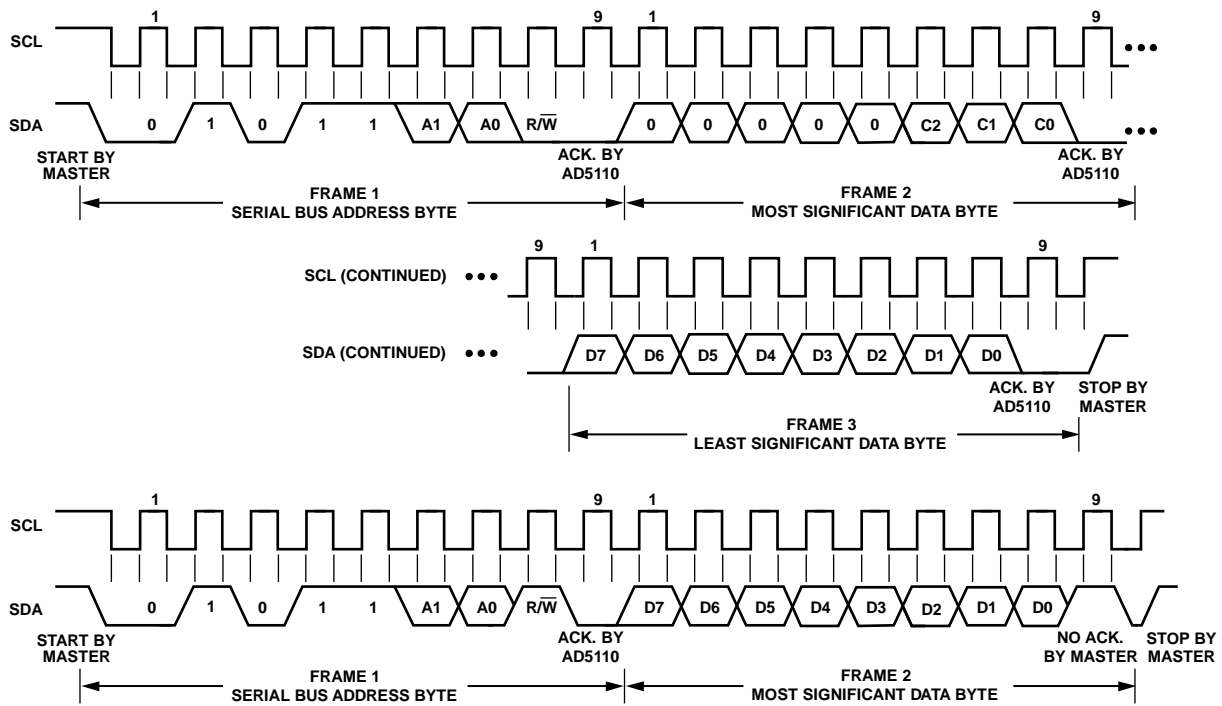 1 9 1 9
SCL
SDA 0 1 0 1 1 A1 A0 R/W̅ 0 0 0 0 0 C2 C1 C0
START BY MASTER
ACK. BY AD5110
ACK. BY AD5110
FRAME 1
SERIAL BUS ADDRESS BYTE
FRAME 2
MOST SIGNIFICANT DATA BYTE
9 1 9
SCL (CONTINUED)
SDA (CONTINUED) D7 D6 D5 D4 D3 D2 D1 D0
ACK. BY AD5110
STOP BY MASTER
FRAME 3
LEAST SIGNIFICANT DATA BYTE
1 9 1 9
SCL
SDA 0 1 0 1 1 A1 A0 R/W̅ D7 D6 D5 D4 D3 D2 D1 D0
START BY MASTER
ACK. BY AD5110
NO ACK. BY MASTER
STOP BY MASTER
FRAME 1
SERIAL BUS ADDRESS BYTE
FRAME 2
MOST SIGNIFICANT DATA BYTE